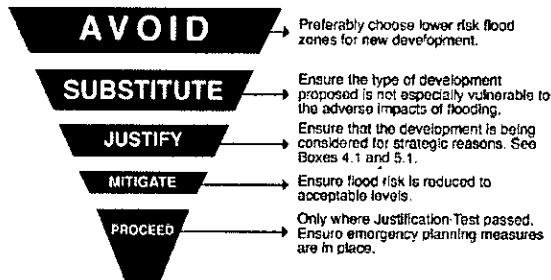 AVOID
Preferably choose lower risk flood
zones for new development.
SUBSTITUTE
Ensure the type of development
proposed is not especially vulnerable to
the adverse impacts of flooding.
JUSTIFY
Ensure that the development is being
considered for strategic reasons. See
Boxes 4.1 and 5.1.
MITIGATE
Ensure flood risk is reduced to
acceptable levels.
PROCEED
Only where Justification Test passed.
Ensure emergency planning measures
are in place.